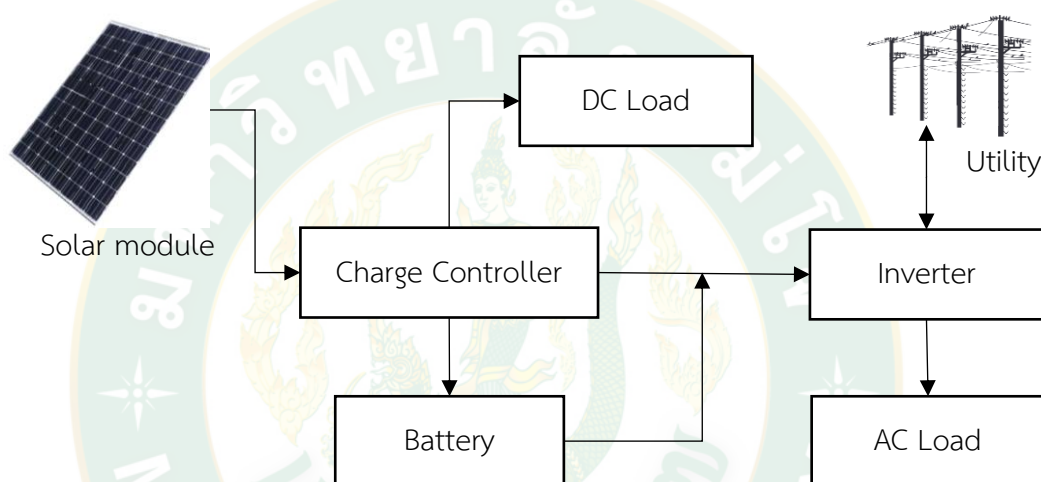 DC Load
Utility
Solar module
Charge Controller
Inverter
Battery
AC Load